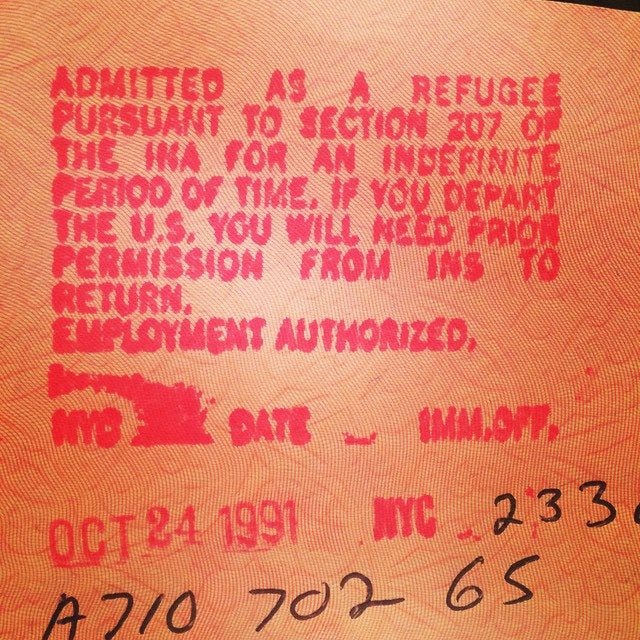 ADMITTED AS A REFUGEE
PURSUANT TO SECTION 207 OF
THE INA FOR AN INDEFINITE
PERIOD OF TIME. IF YOU DEPART
THE U.S. YOU WILL NEED PRIOR
PERMISSION FROM INS TO
RETURN.
EMPLOYMENT AUTHORIZED.
NYC DATE _ IMM.OFF.
OCT 24 1991 NYC 233
A710 702 65